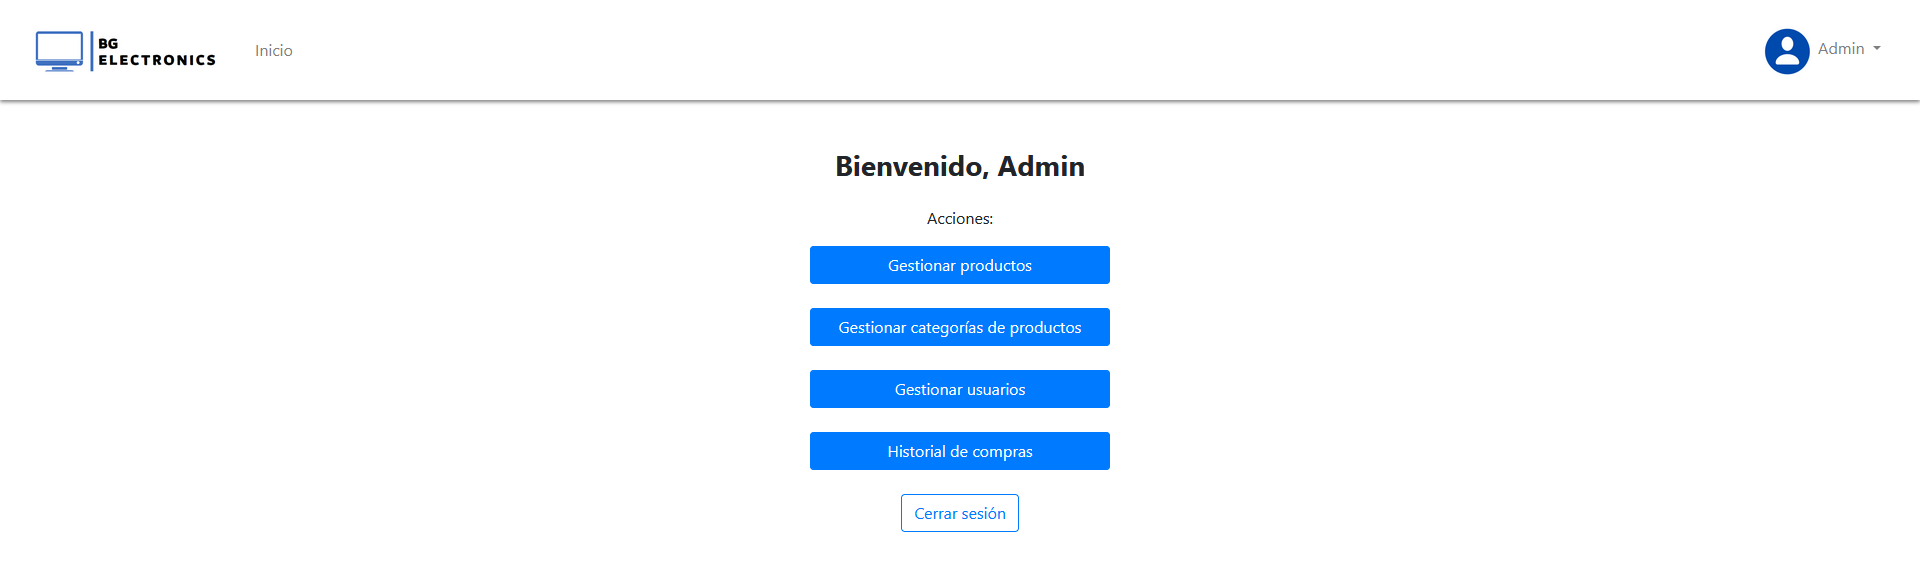 BG
ELECTRONICS
Inicio
Admin
Bienvenido, Admin
Acciones:
Gestionar productos
Gestionar categorías de productos
Gestionar usuarios
Historial de compras
Cerrar sesión